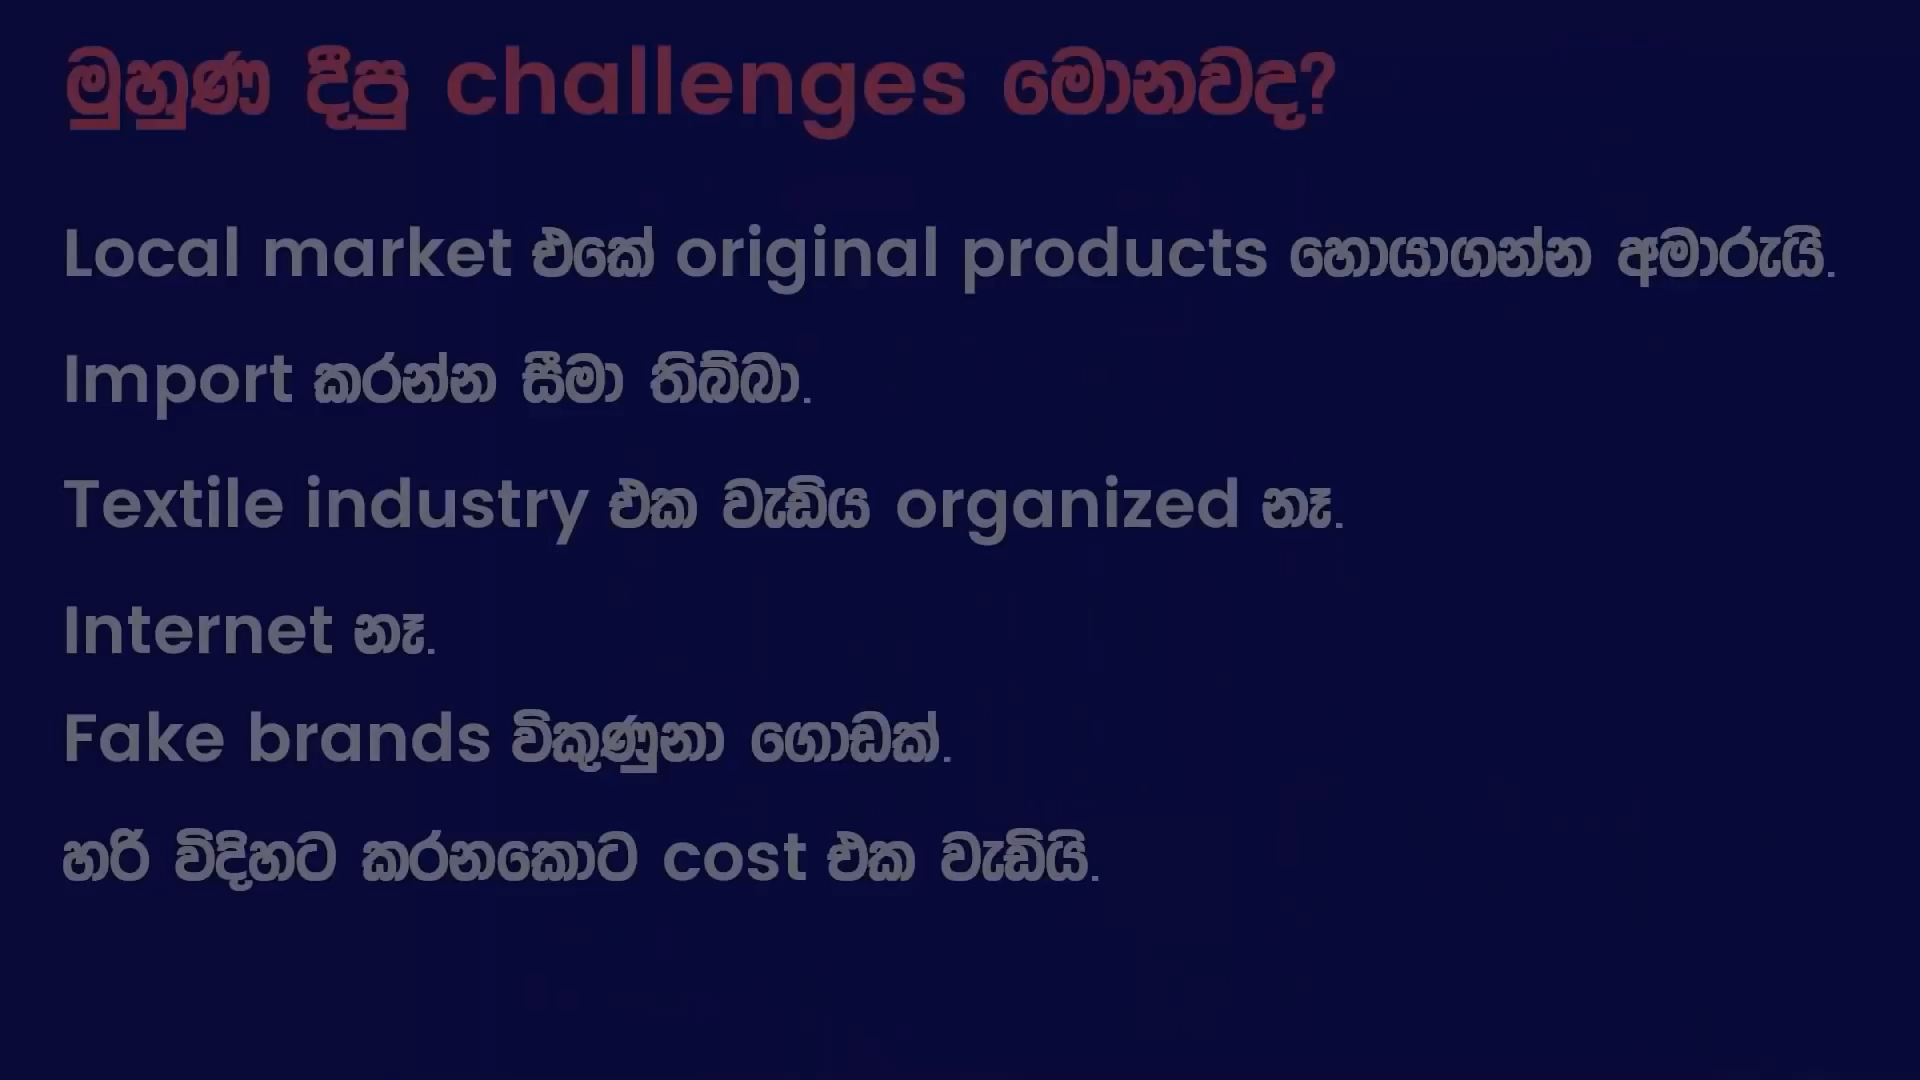 මුහුණ දීපු challenges මොනවද?
Local market එකේ original products හොයාගන්න අමාරුයි.
Import කරන්න සීමා තිබ්බා.
Textile industry එක වැඩිය organized නෑ.
Internet නෑ.
Fake brands විකුණුනා ගොඩක්.
හරි විදිහට කරනකොට cost එක වැඩියි.